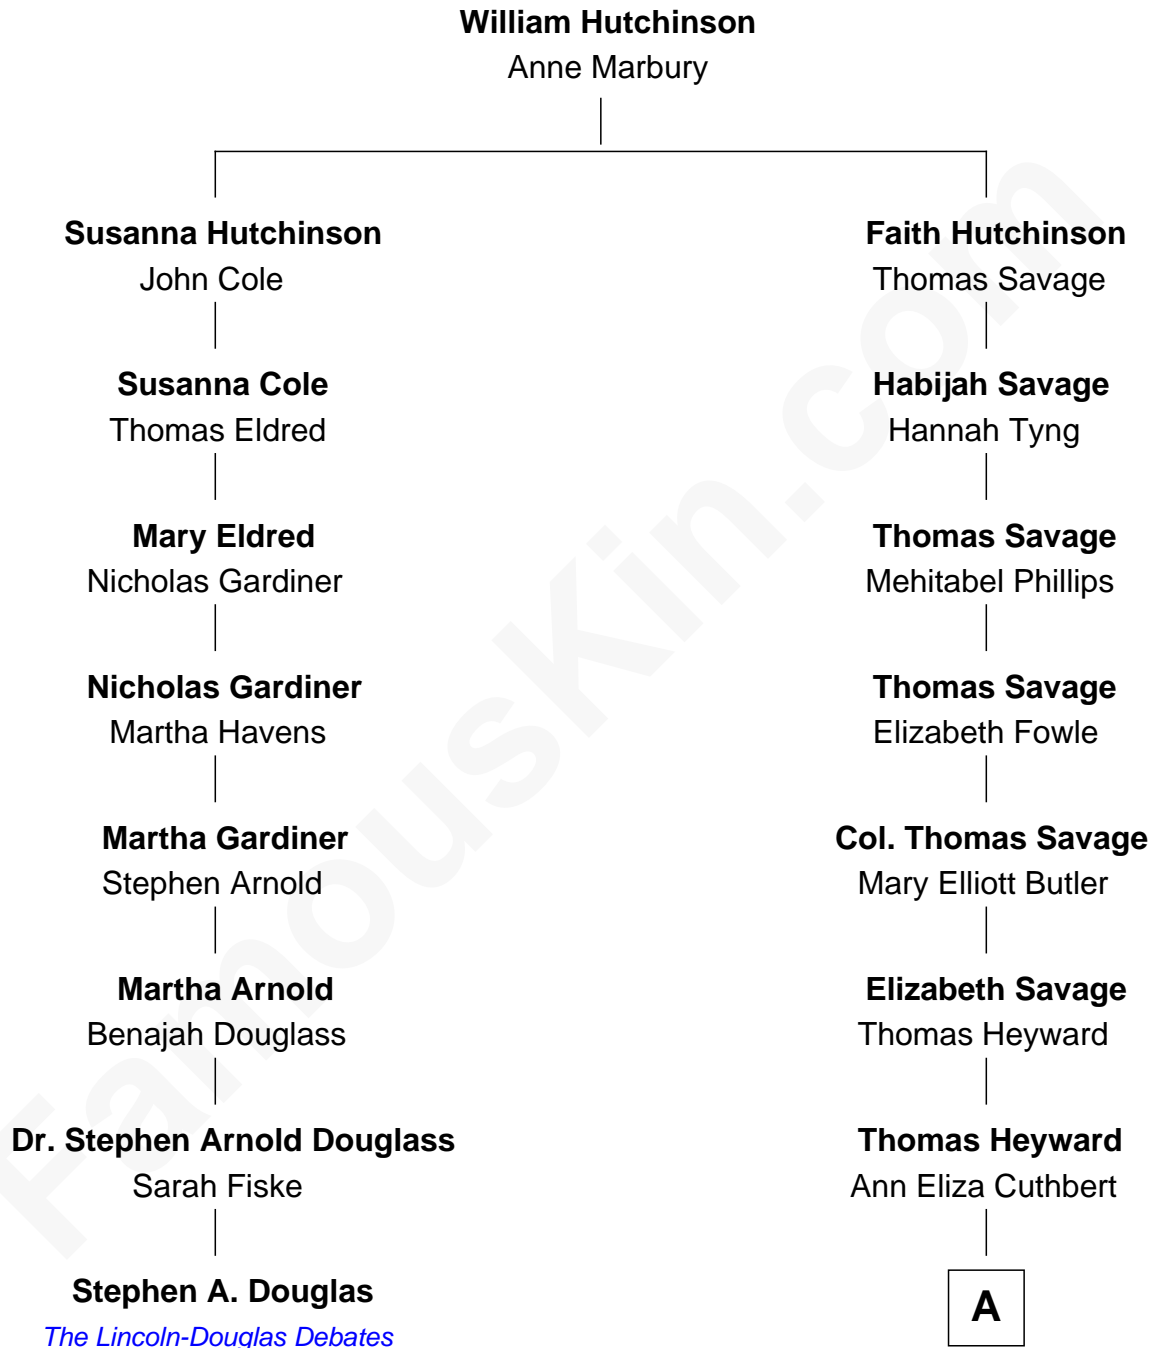 William Hutchinson
Anne Marbury
Susanna Hutchinson
John Cole
Faith Hutchinson
Thomas Savage
Susanna Cole
Thomas Eldred
Habijah Savage
Hannah Tyng
Mary Eldred
Nicholas Gardiner
Thomas Savage
Mehitabel Phillips
Nicholas Gardiner
Martha Havens
Thomas Savage
Elizabeth Fowle
Martha Gardiner
Stephen Arnold
Col. Thomas Savage
Mary Elliott Butler
Martha Arnold
Benajah Douglass
Elizabeth Savage
Thomas Heyward
Dr. Stephen Arnold Douglass
Sarah Fiske
Thomas Heyward
Ann Eliza Cuthbert
Stephen A. Douglas
The Lincoln-Douglas Debates
A
FamousKin.com